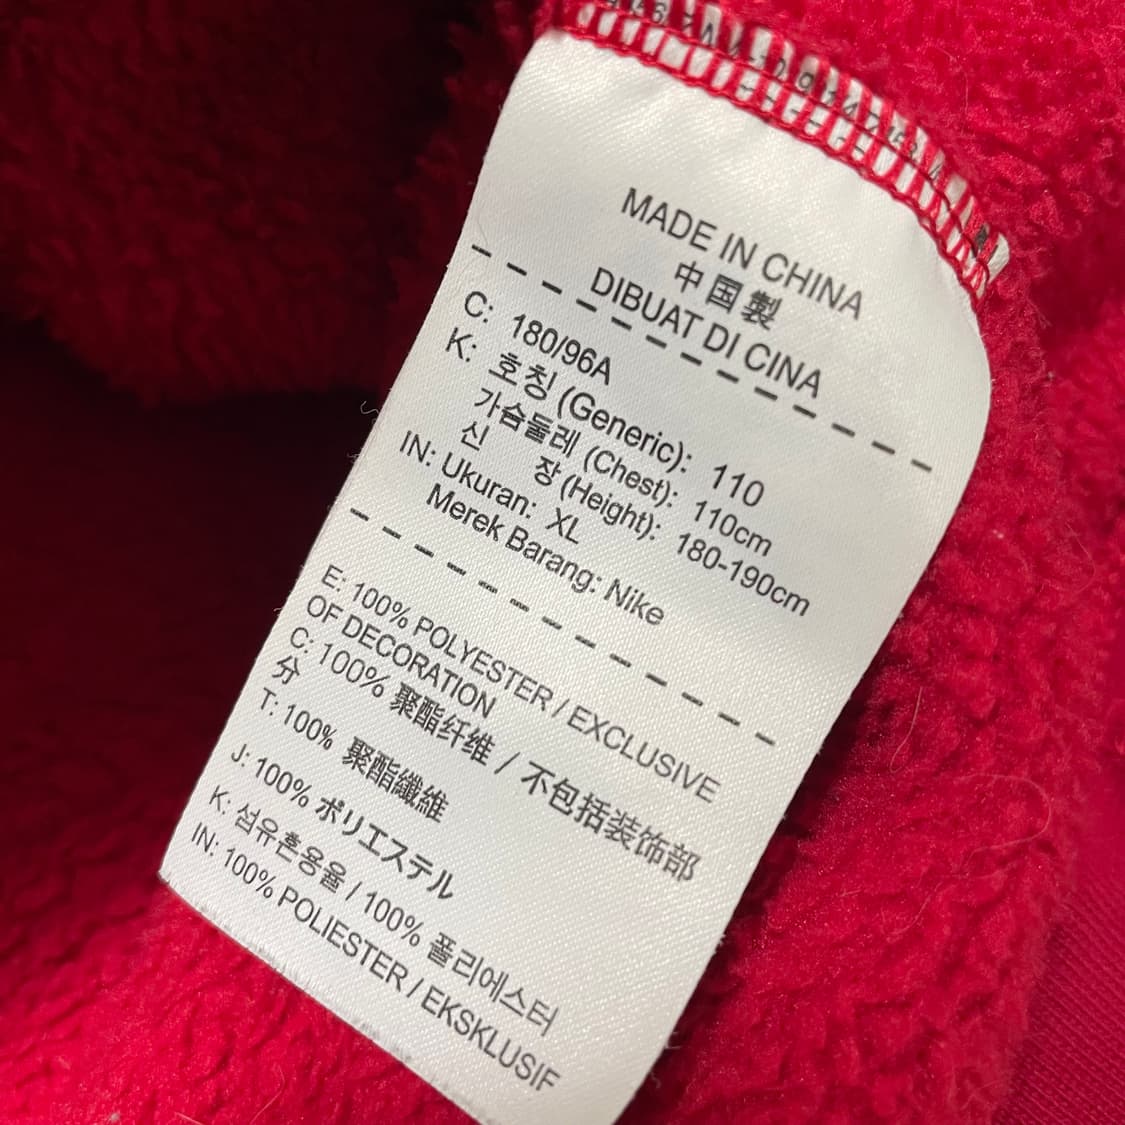 MADE IN CHINA
中国製
DIBUAT DI CINA
C: 180/96A
K: 호칭 (Generic): 110
가슴둘레 (Chest): 110cm
신 장 (Height): 180-190cm
IN: Ukuran: XL
Merek Barang: Nike
E: 100% POLYESTER / EXCLUSIVE
OF DECORATION
C: 100% 聚酯纤维 / 不包括装饰部
分
T: 100% 聚酯纖維
J: 100% ポリエステル
K: 섬유혼용율 / 100% 폴리에스터
IN: 100% POLIESTER / EKSKLUSIF